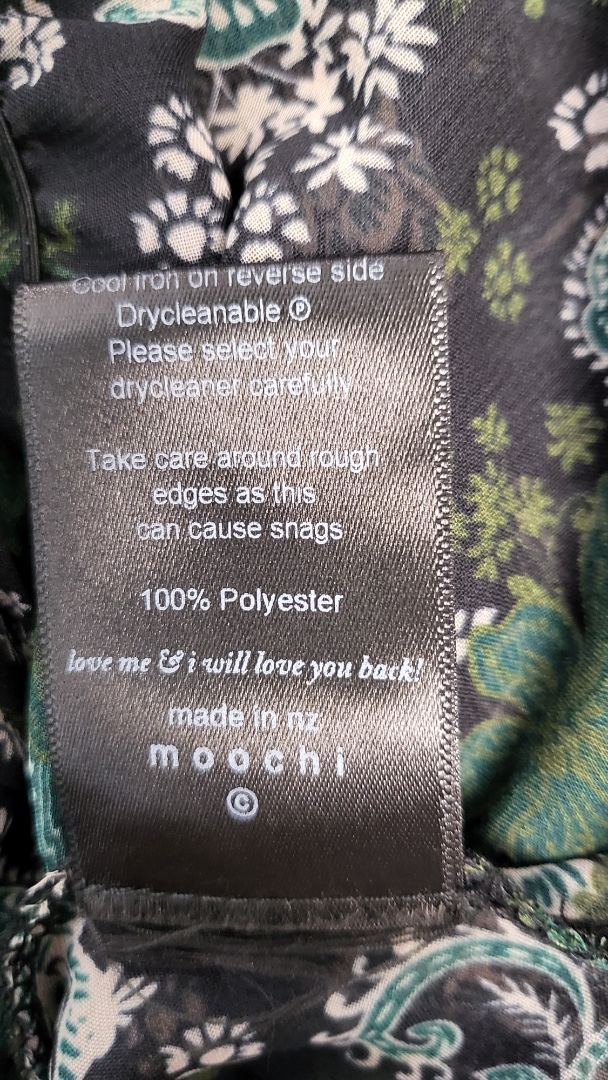 Cool iron on reverse side
Drycleanable Ⓟ
Please select your
drycleaner carefully
Take care around rough
edges as this
can cause snags
100% Polyester
love me & i will love you back!
made in nz
moochi
©